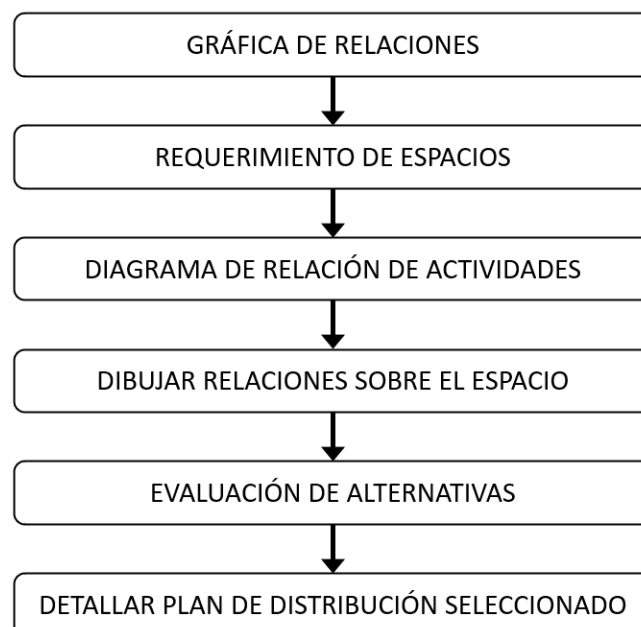 GRÁFICA DE RELACIONES
REQUERIMIENTO DE ESPACIOS
DIAGRAMA DE RELACIÓN DE ACTIVIDADES
DIBUJAR RELACIONES SOBRE EL ESPACIO
EVALUACIÓN DE ALTERNATIVAS
DETALLAR PLAN DE DISTRIBUCIÓN SELECCIONADO